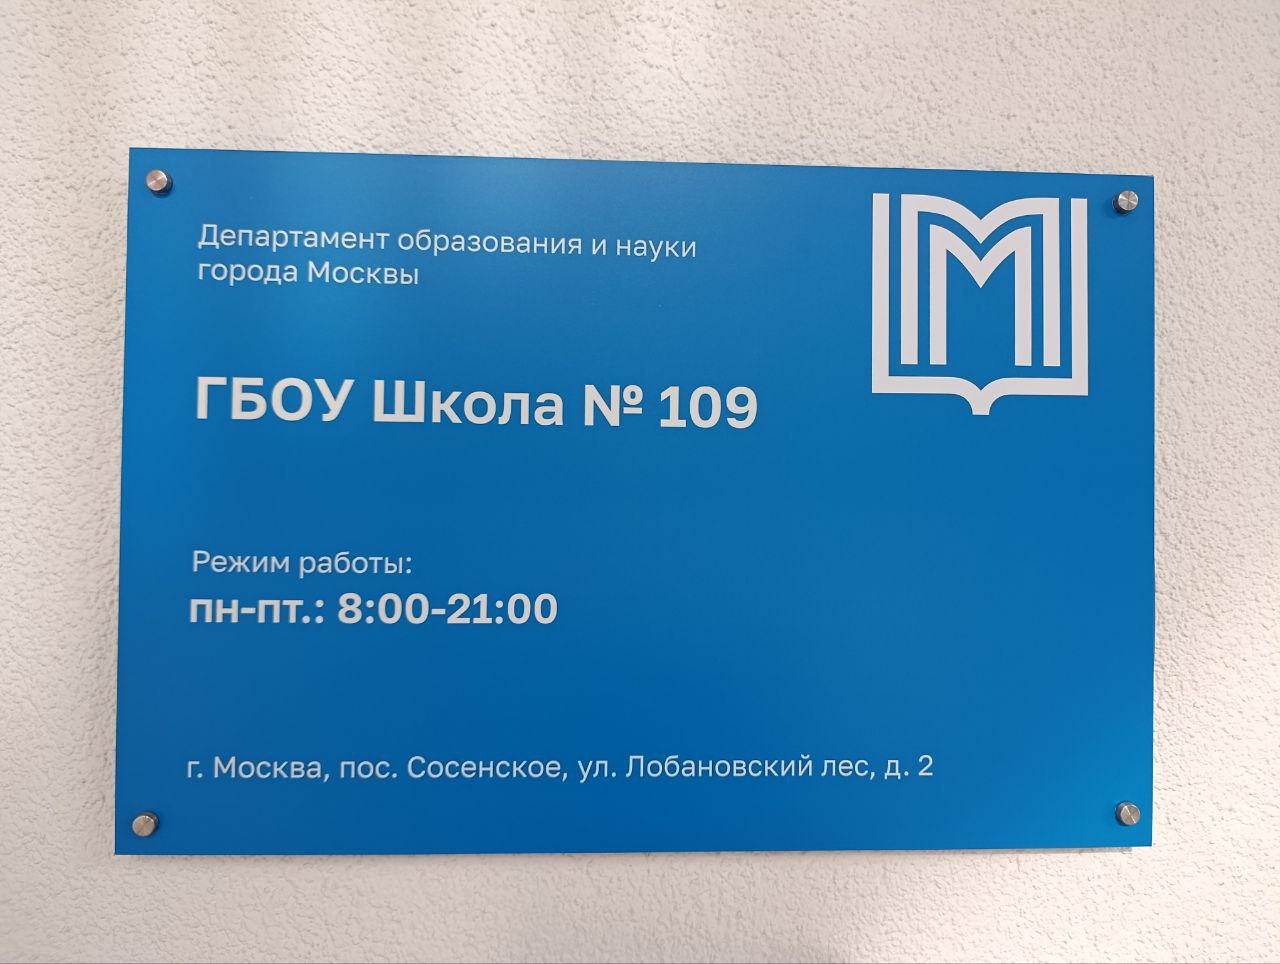 Департамент образования и науки
города Москвы
ГБОУ Школа № 109
Режим работы:
пн-пт.: 8:00-21:00
г. Москва, пос. Сосенское, ул. Лобановский лес, д. 2